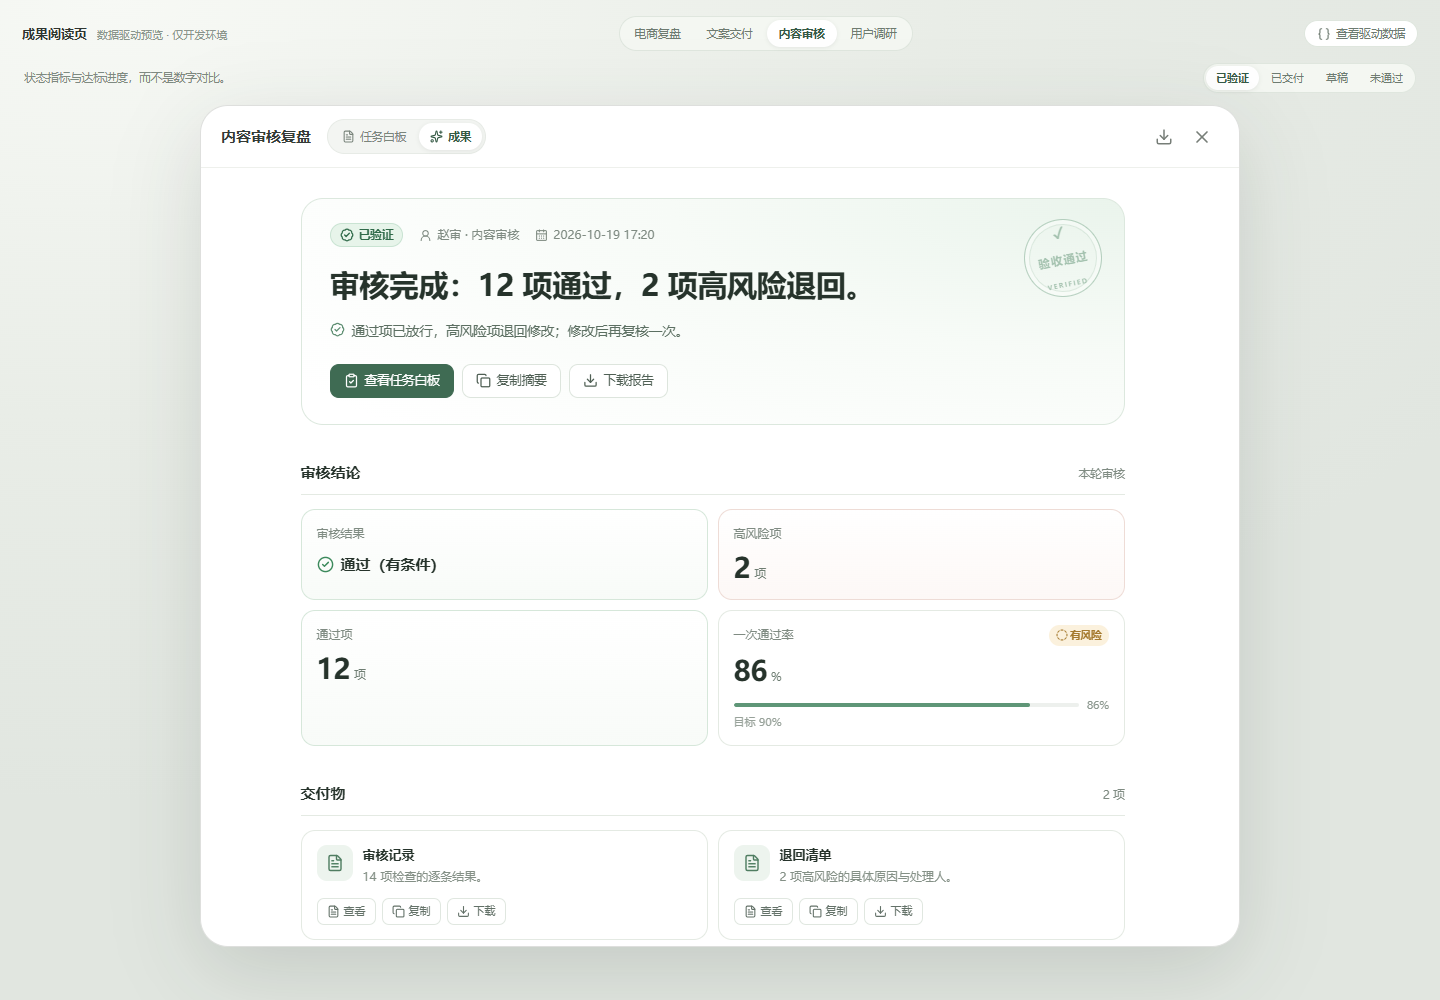 成果阅读页 数据驱动预览 · 仅开发环境
电商复盘 文案交付 内容审核 用户调研
{ } 查看驱动数据
状态指标与达标进度，而不是数字对比。
已验证 已交付 草稿 未通过
内容审核复盘 任务白板 成果
已验证 赵审 · 内容审核 2026-10-19 17:20
验收通过
VERIFIED
审核完成：12 项通过，2 项高风险退回。
通过项已放行，高风险项退回修改；修改后再复核一次。
查看任务白板 复制摘要 下载报告
审核结论 本轮审核
审核结果
通过（有条件）
高风险项
2 项
通过项
12 项
一次通过率 有风险
86 %
86%
目标 90%
交付物 2 项
审核记录
14 项检查的逐条结果。
查看 复制 下载
退回清单
2 项高风险的具体原因与处理人。
查看 复制 下载